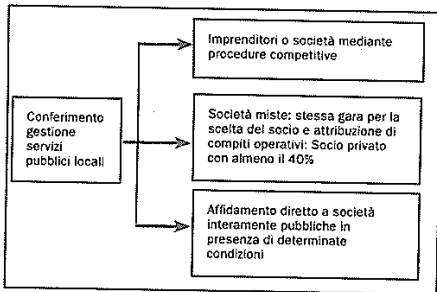 Imprenditori o società mediante
procedure competitive
Conferimento
gestione
servizi
pubblici locali
Società miste: stessa gara per la
scelta del socio e attribuzione di
compiti operativi: Socio privato
con almeno il 40%
Affidamento diretto a società
interamente pubbliche in
presenza di determinate
condizioni